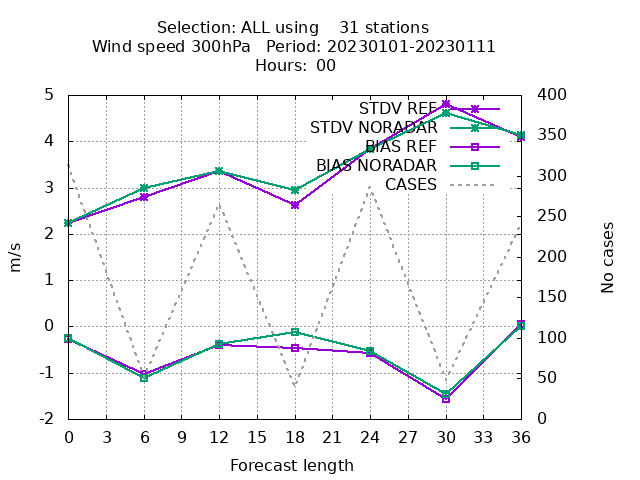 Selection: ALL using    31 stations
Wind speed 300hPa   Period: 20230101-20230111
Hours:  00
5
4
3
2
1
0
-1
-2
m/s
400
350
300
250
200
150
100
50
0
No cases
STDV REF
STDV NORADAR
BIAS REF
BIAS NORADAR
CASES
0 3 6 9 12 15 18 21 24 27 30 33 36
Forecast length